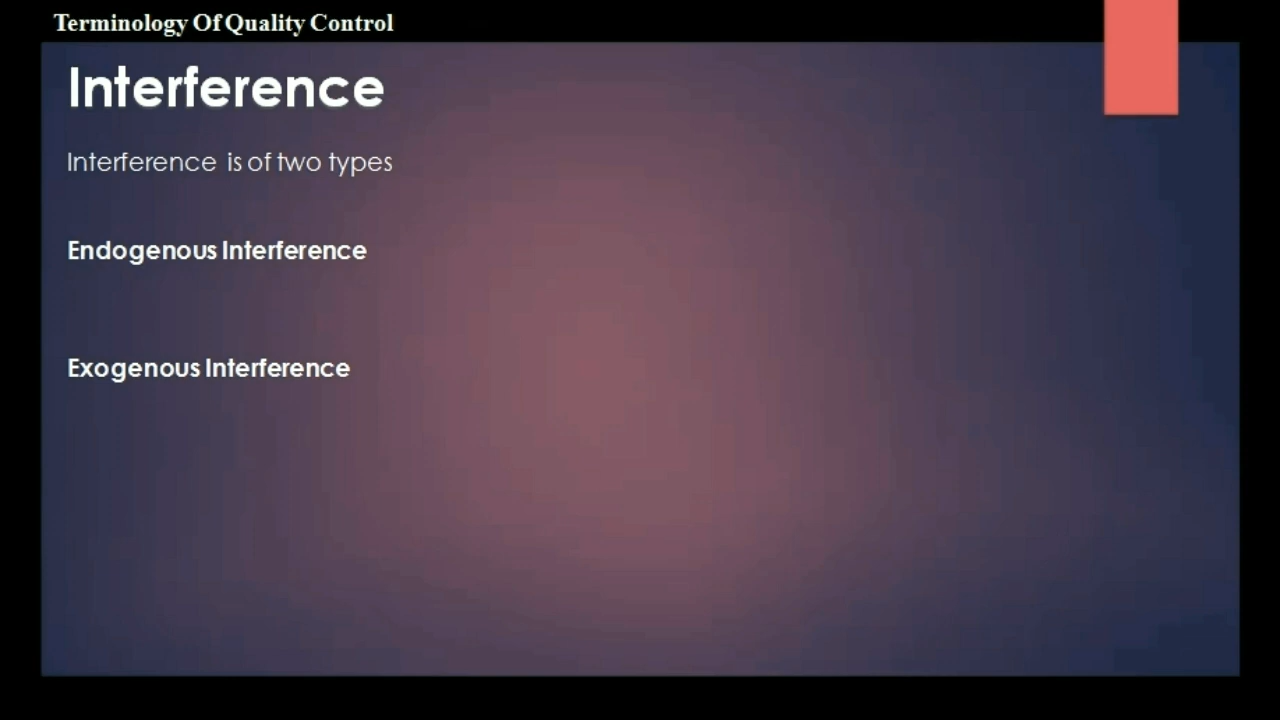 Terminology Of Quality Control
Interference
Interference is of two types
Endogenous Interference
Exogenous Interference